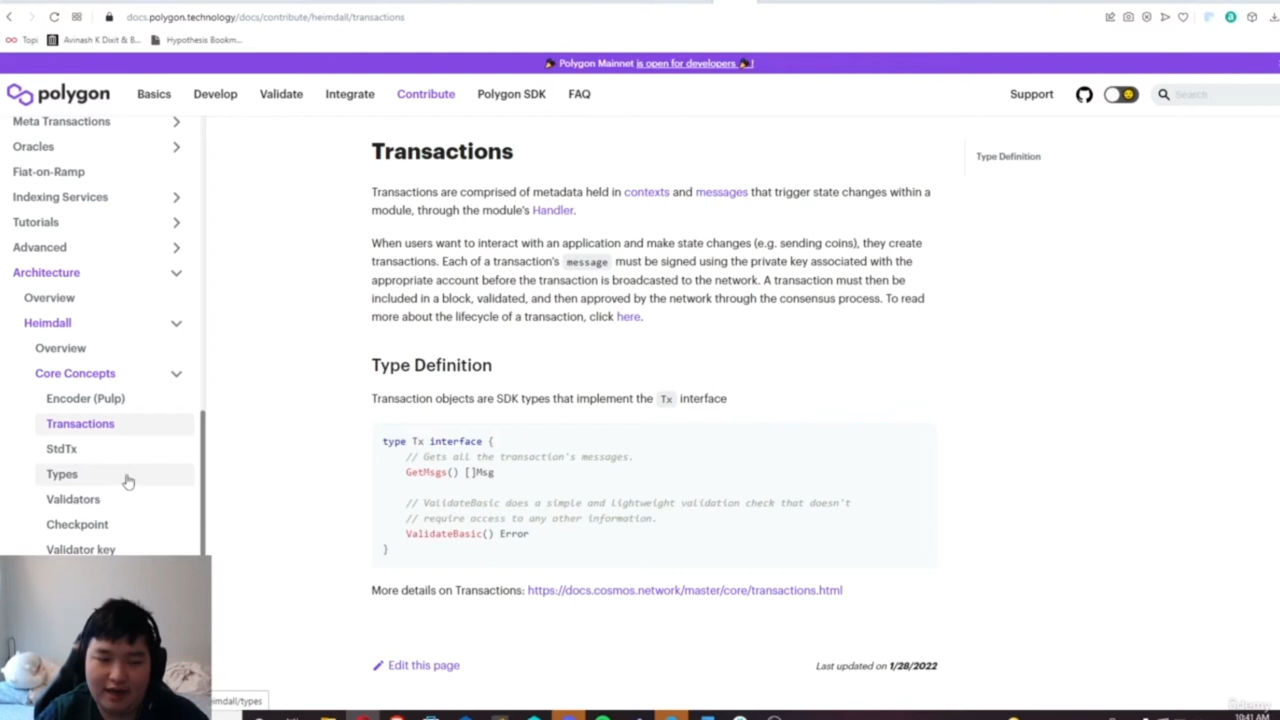 docs.polygon.technology/docs/contribute/heimdall/transactions
Topi
Avinash K Dixit & B...
Hypothesis Bookm...
Polygon Mainnet is open for developers !
polygon
Basics
Develop
Validate
Integrate
Contribute
Polygon SDK
FAQ
Support
Search
Meta Transactions
Oracles
Fiat-on-Ramp
Indexing Services
Tutorials
Advanced
Architecture
Overview
Heimdall
Overview
Core Concepts
Encoder (Pulp)
Transactions
StdTx
Types
Validators
Checkpoint
Validator key
Transactions
Transactions are comprised of metadata held in contexts and messages that trigger state changes within a
module, through the module's Handler.
When users want to interact with an application and make state changes (e.g. sending coins), they create
transactions. Each of a transaction's message must be signed using the private key associated with the
appropriate account before the transaction is broadcasted to the network. A transaction must then be
included in a block, validated, and then approved by the network through the consensus process. To read
more about the lifecycle of a transaction, click here.
Type Definition
Transaction objects are SDK types that implement the Tx interface
type Tx interface {
// Gets all the transaction's messages.
GetMsgs() []Msg
// ValidateBasic does a simple and lightweight validation check that doesn't
// require access to any other information.
ValidateBasic() Error
}
More details on Transactions: https://docs.cosmos.network/master/core/transactions.html
Edit this page
Last updated on 1/28/2022
Type Definition
eimdall/types
Udemy
10:41 AM